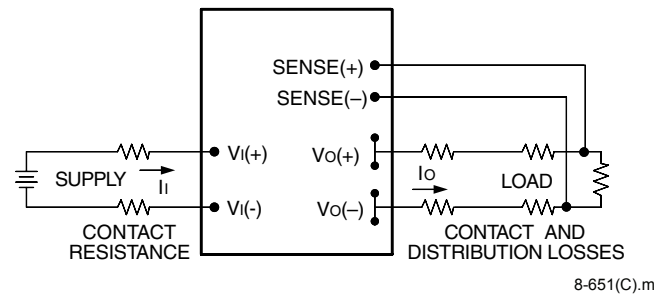 SENSE(+)
SENSE(–)
VI(+)
VO(+)
IO
SUPPLY
II
LOAD
VI(-)
VO(–)
CONTACT
RESISTANCE
CONTACT AND
DISTRIBUTION LOSSES
8-651(C).m